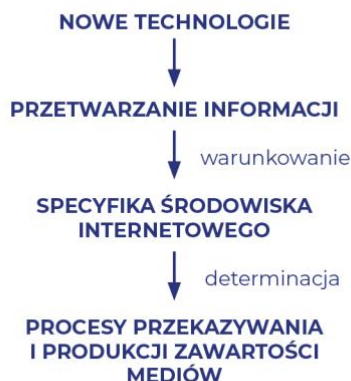 NOWE TECHNOLOGIE
PRZETWARZANIE INFORMACJI
warunkowanie
SPECYFIKA ŚRODOWISKA
INTERNETOWEGO
determinacja
PROCESY PRZEKAZYWANIA
I PRODUKCJI ZAWARTOŚCI
MEDIÓW